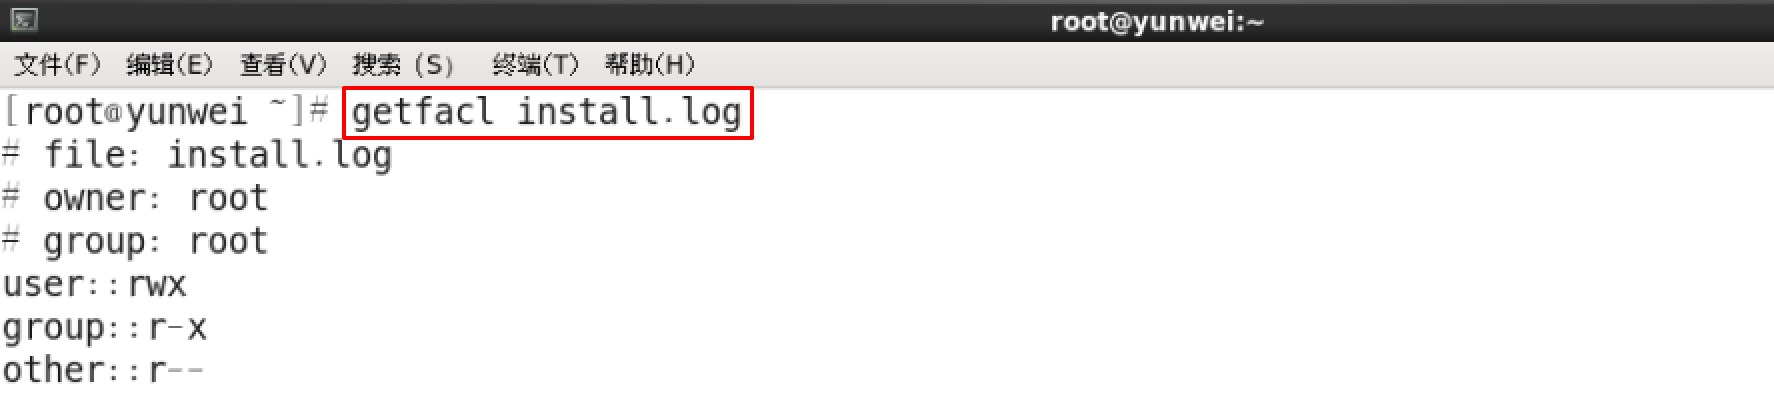 root@yunwei:~
文件(F) 编辑(E) 查看(V) 搜索 (S) 终端(T) 帮助(H)
[root@yunwei ~]# getfacl install.log
# file: install.log
# owner: root
# group: root
user::rwx
group::r-x
other::r--